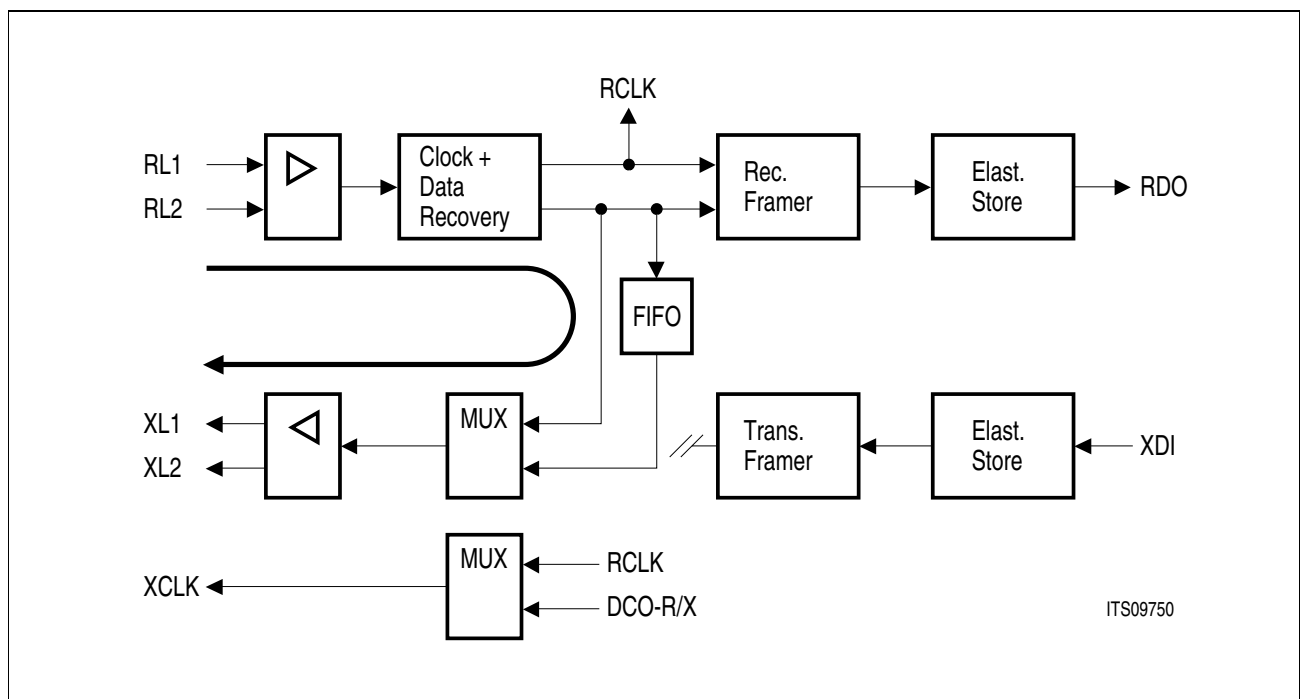 RCLK
RL1
RL2
Clock +
Data
Recovery
Rec.
Framer
Elast.
Store
RDO
FIFO
XL1
XL2
MUX
Trans.
Framer
Elast.
Store
XDI
MUX
XCLK
RCLK
DCO-R/X
ITS09750